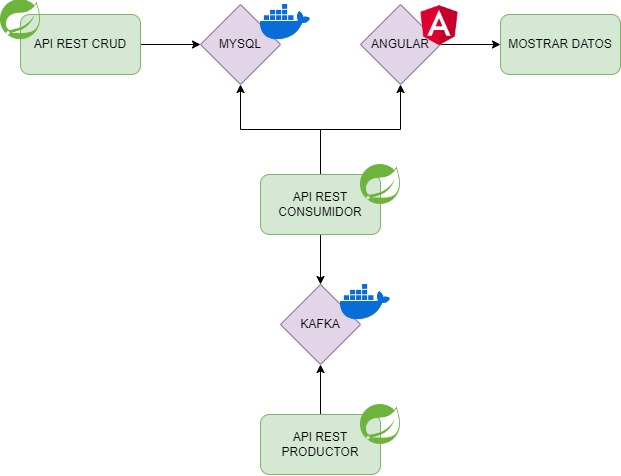 API REST CRUD
MYSQL
ANGULAR
MOSTRAR DATOS
API REST
CONSUMIDOR
KAFKA
API REST
PRODUCTOR